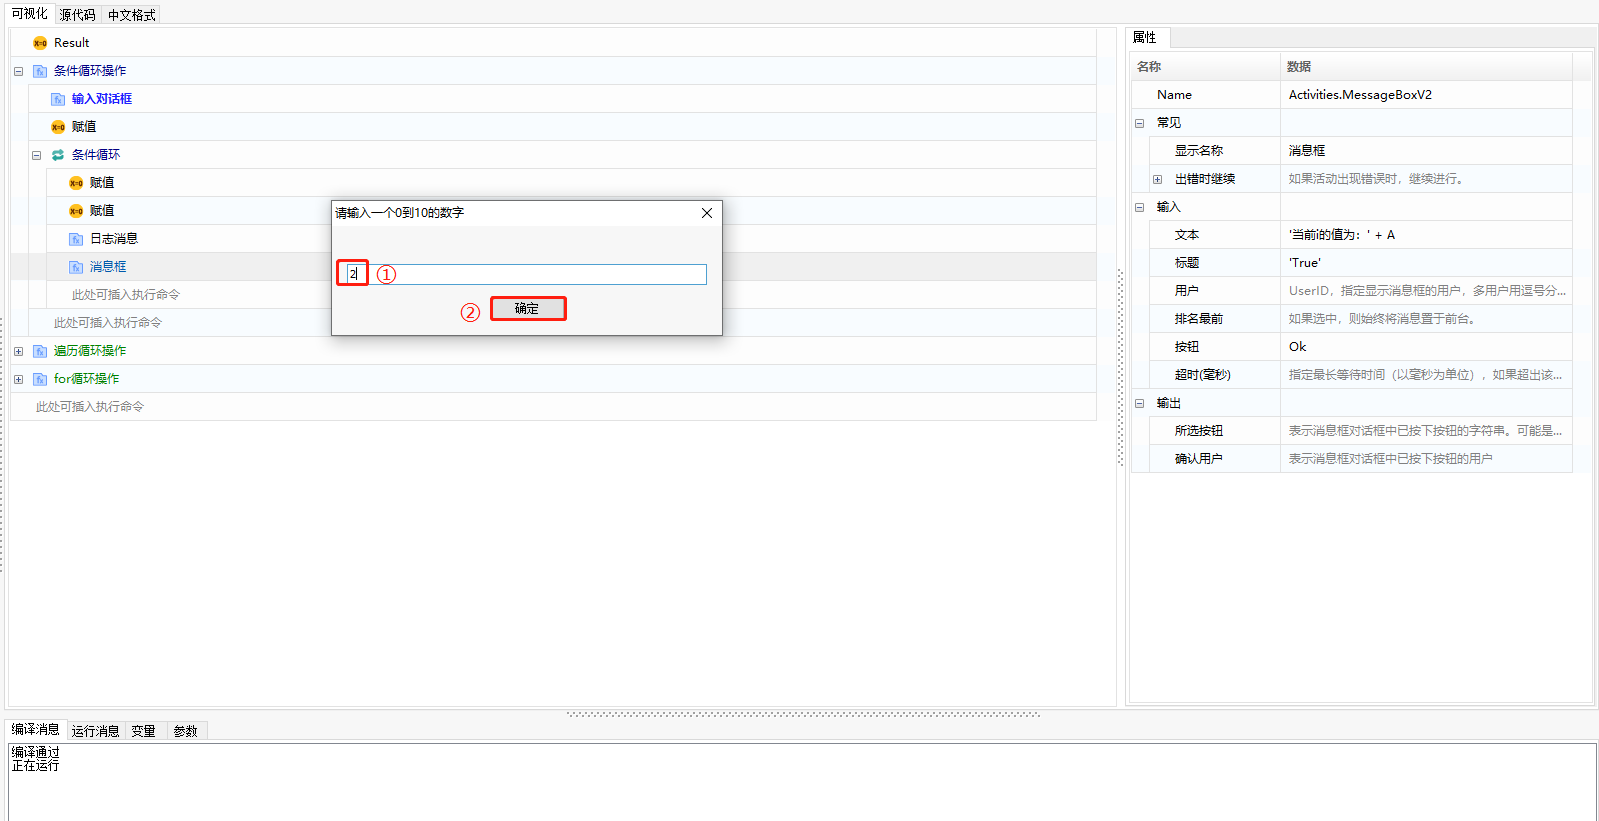 可视化 源代码 中文格式
Result
条件循环操作
输入对话框
赋值
条件循环
赋值
赋值
日志消息
消息框
此处可插入执行命令
此处可插入执行命令
遍历循环操作
for循环操作
此处可插入执行命令
请输入一个0到10的数字
2 ①
② 确定
属性
名称 数据
Name Activities.MessageBoxV2
常见
显示名称 消息框
出错时继续 如果活动出现错误时，继续进行。
输入
文本 '当前i的值为：' + A
标题 'True'
用户 UserID，指定显示消息框的用户，多用户用逗号分...
排名最前 如果选中，则始终将消息置于前台。
按钮 Ok
超时(毫秒) 指定最长等待时间（以毫秒为单位），如果超出该...
输出
所选按钮 表示消息框对话框中已按下按钮的字符串。可能是...
确认用户 表示消息框对话框中已按下按钮的用户
编译消息 运行消息 变量 参数
编译通过
正在运行